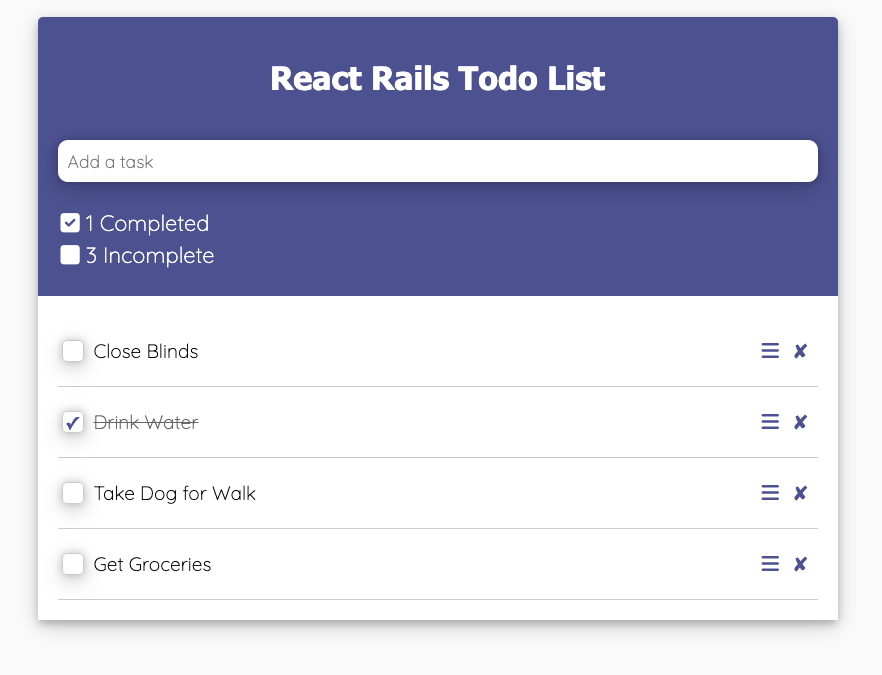 React Rails Todo List
Add a task
1 Completed
3 Incomplete
Close Blinds
Drink Water
Take Dog for Walk
Get Groceries